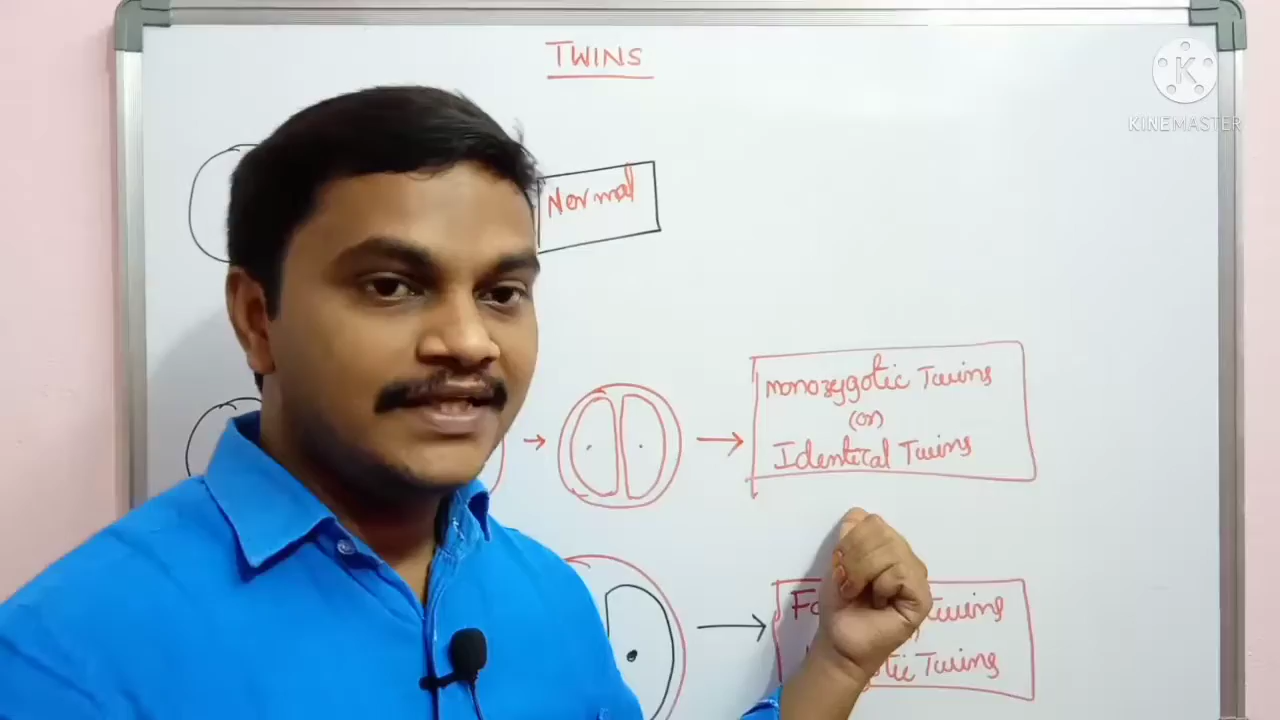 TWINS
KINEMASTER
Normal
Monozygotic Twins
(or)
Identical Twins
Twins
Twins